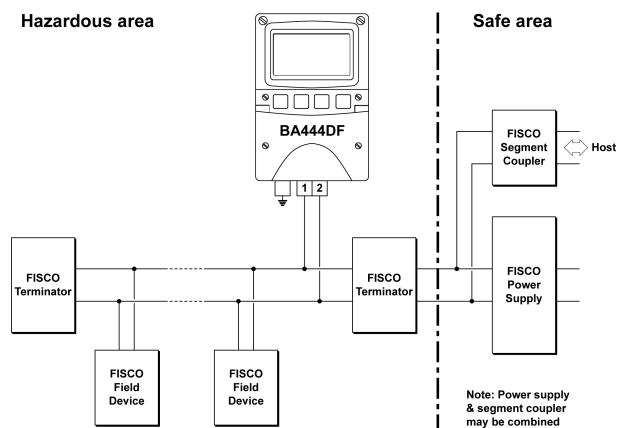 Hazardous area
Safe area
BA444DF
1 2
FISCO
Segment
Coupler
Host
FISCO
Terminator
FISCO
Terminator
FISCO
Power
Supply
FISCO
Field
Device
FISCO
Field
Device
Note: Power supply
& segment coupler
may be combined